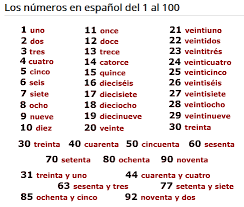 Los números en español del 1 al 100
1 uno 11 once 21 veintiuno
2 dos 12 doce 22 veintidos
3 tres 13 trece 23 veintitrés
4 cuatro 14 catorce 24 veinticuatro
5 cinco 15 quince 25 veinticinco
6 seis 16 dieciséis 26 veintiséis
7 siete 17 diecisiete 27 veintisiete
8 ocho 18 dieciocho 28 veintiocho
9 nueve 19 diecinueve 29 veintinueve
10 diez 20 veinte 30 treinta
30 treinta 40 cuarenta 50 cincuenta 60 sesenta
70 setenta 80 ochenta 90 noventa
31 treinta y uno 44 cuarenta y cuatro
63 sesenta y tres 77 setenta y siete
85 ochenta y cinco 92 noventa y dos